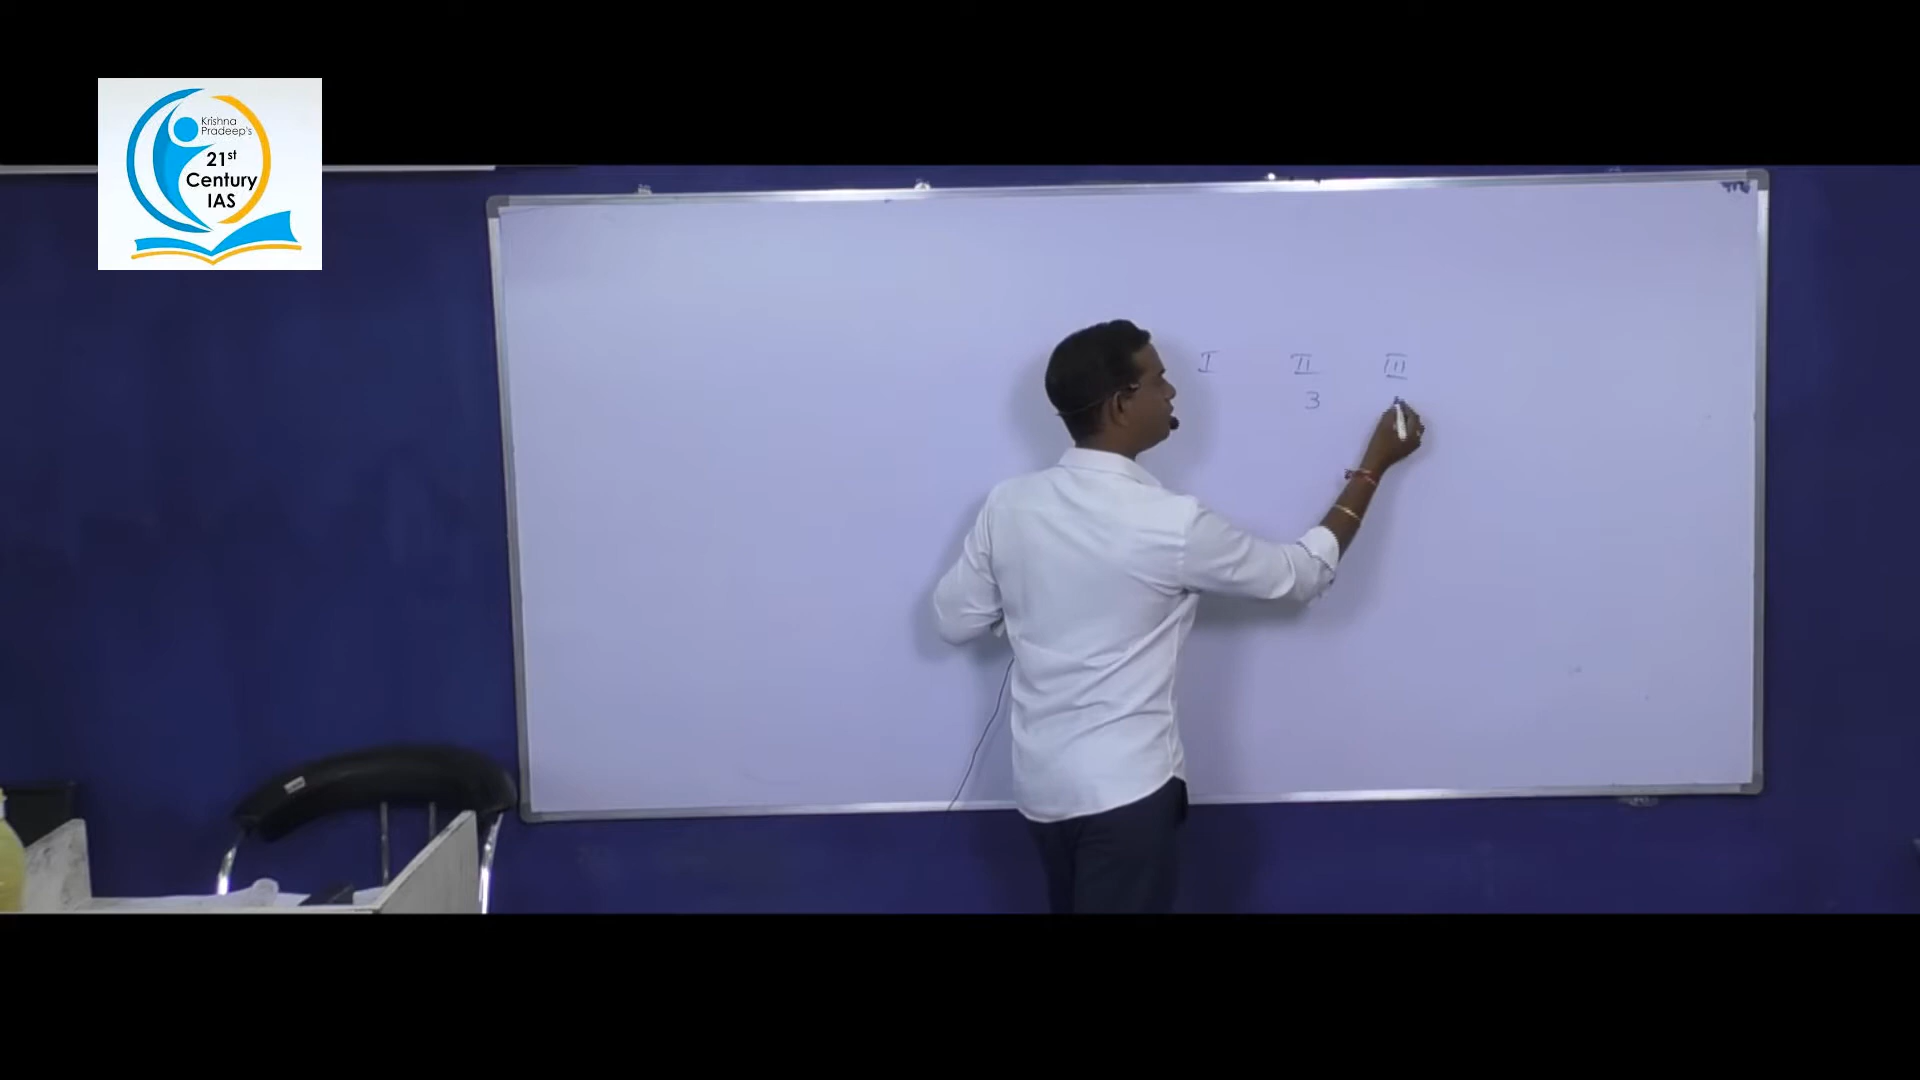 Krishna
Pradeep's
21st
Century
IAS
I II III
3